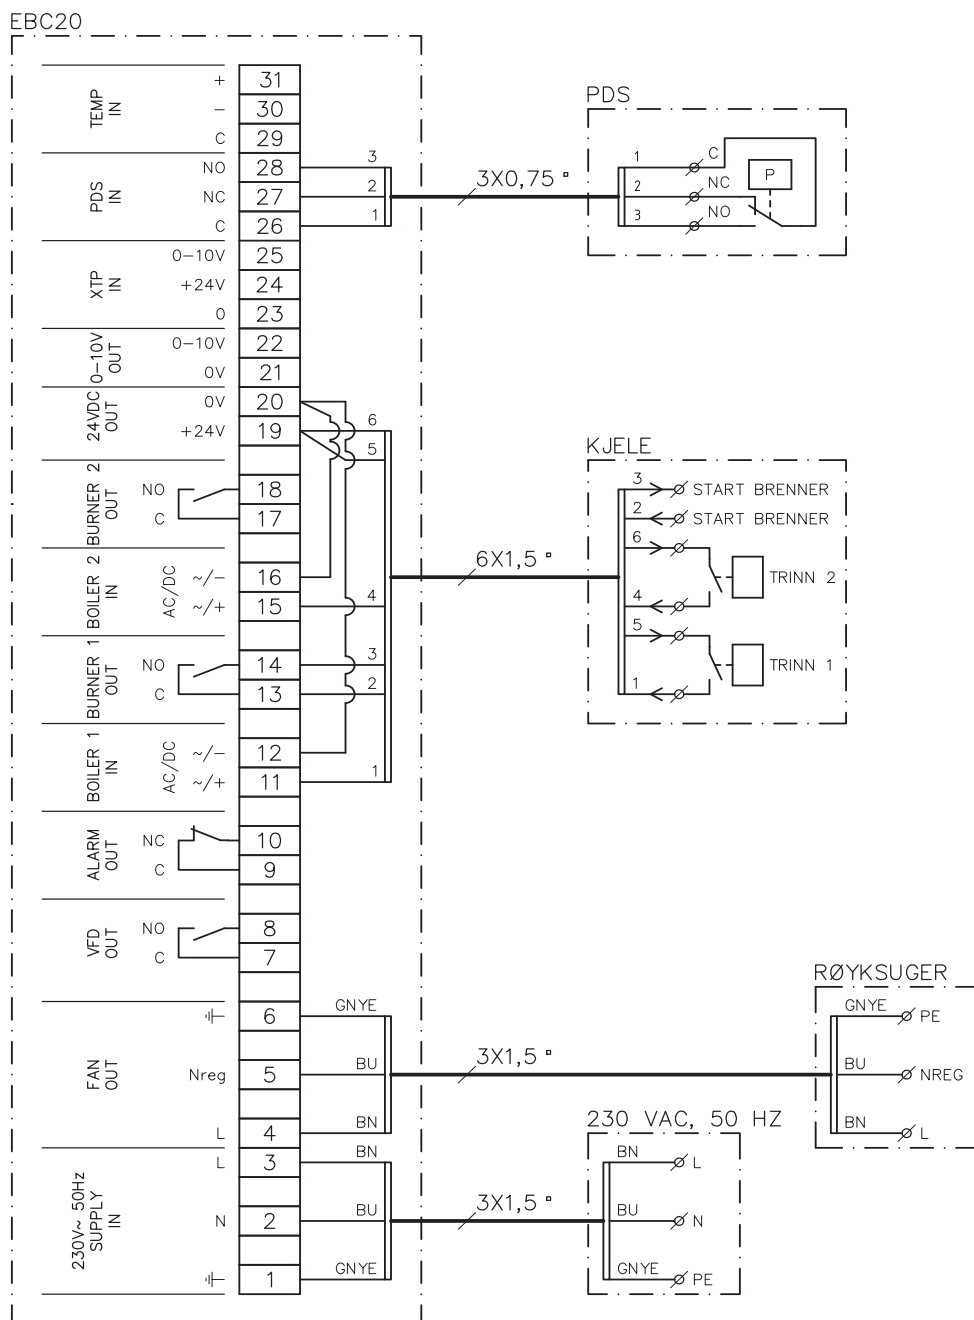 EBC20
TEMP
IN
+ 31
− 30
C 29
PDS
IN
NO 28 3
NC 27 2
C 26 1
3X0,75 ▫
PDS
1 C
2 NC
3 NO
P
XTP
IN
0−10V 25
+24V 24
0 23
0−10V
OUT
0−10V 22
0V 21
24VDC
OUT
0V 20
+24V 19 6
5
BURNER 2
OUT
NO 18
C 17
BOILER 2
IN
AC/DC
~/− 16
~/+ 15 4
6X1,5 ▫
KJELE
3 START BRENNER
2 START BRENNER
6
TRINN 2
4
5
TRINN 1
1
BURNER 1
OUT
NO 14 3
C 13 2
BOILER 1
IN
AC/DC
~/− 12
~/+ 11 1
ALARM
OUT
NC 10
C 9
VFD
OUT
NO 8
C 7
FAN
OUT
6 GNYE
Nreg 5 BU
L 4 BN
3X1,5 ▫
RØYKSUGER
GNYE PE
BU NREG
BN L
230V~ 50Hz
SUPPLY
IN
L 3 BN
N 2 BU
1 GNYE
3X1,5 ▫
230 VAC, 50 HZ
BN L
BU N
GNYE PE